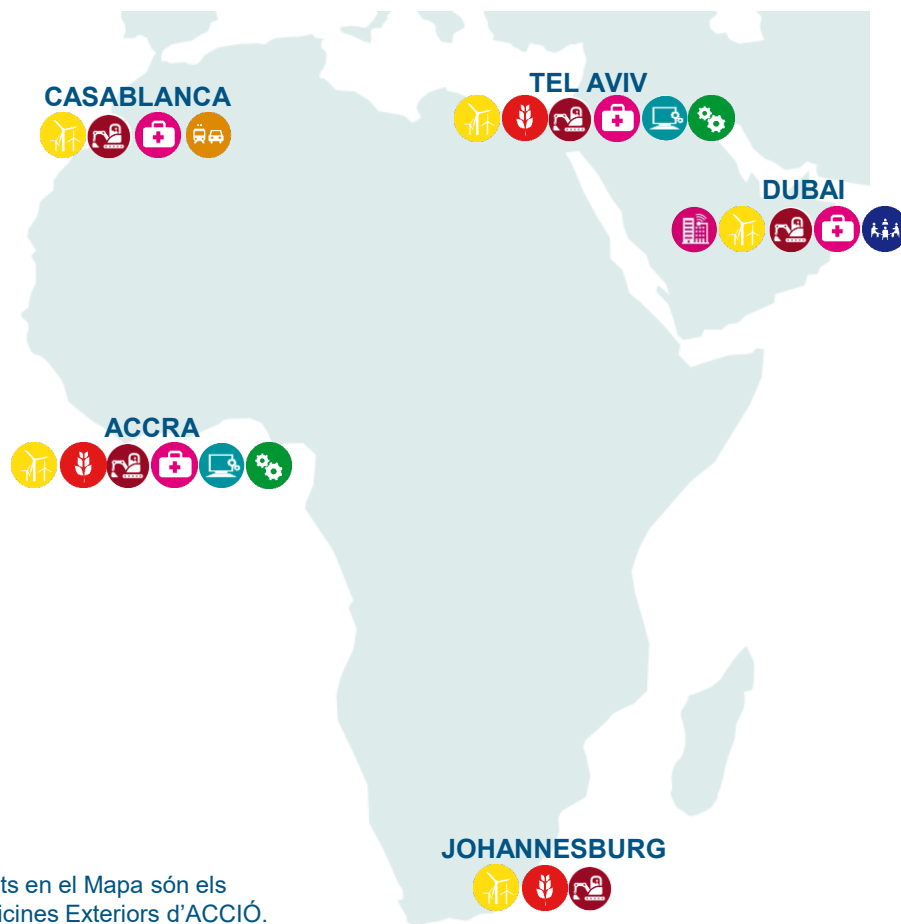 TEL AVIV
CASABLANCA
DUBAI
ACCRA
JOHANNESBURG
ts en el Mapa són els
icines Exteriors d'ACCIÓ.